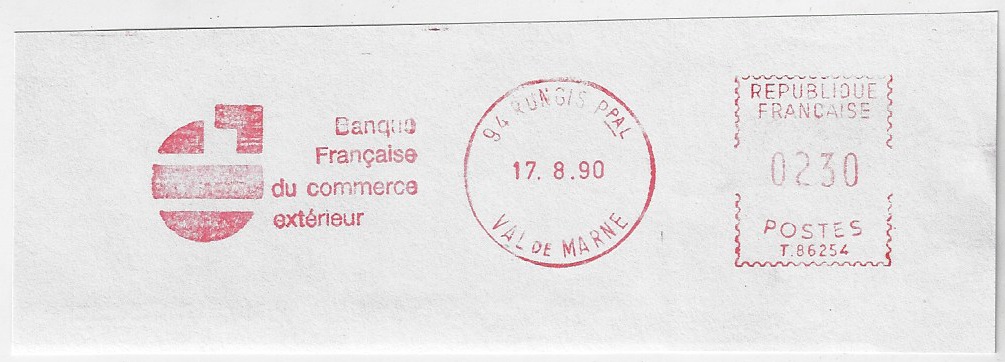 Banque
Française
du commerce
extérieur
94 RUNGIS PPAL
17. 8. 90
VAL DE MARNE
REPUBLIQUE
FRANCAISE
0230
POSTES
T.86254